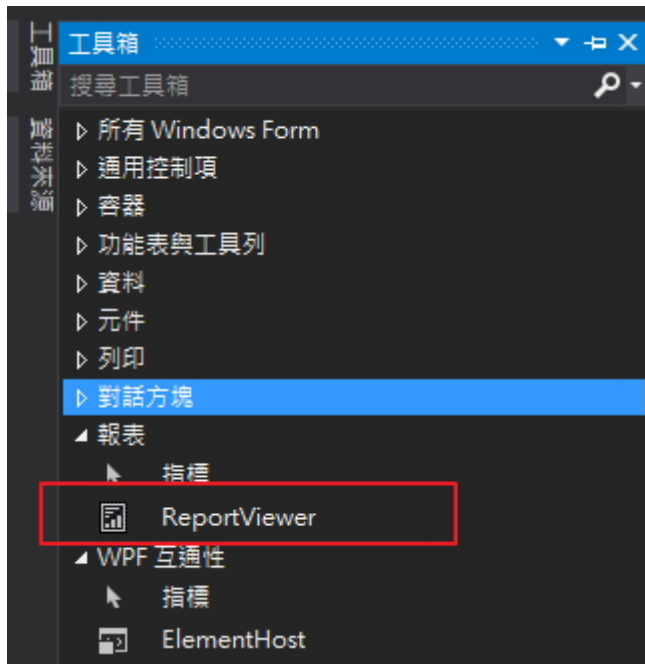 工具箱
資料來源
工具箱
搜尋工具箱
所有 Windows Form
通用控制項
容器
功能表與工具列
資料
元件
列印
對話方塊
報表
指標
ReportViewer
WPF 互通性
指標
ElementHost